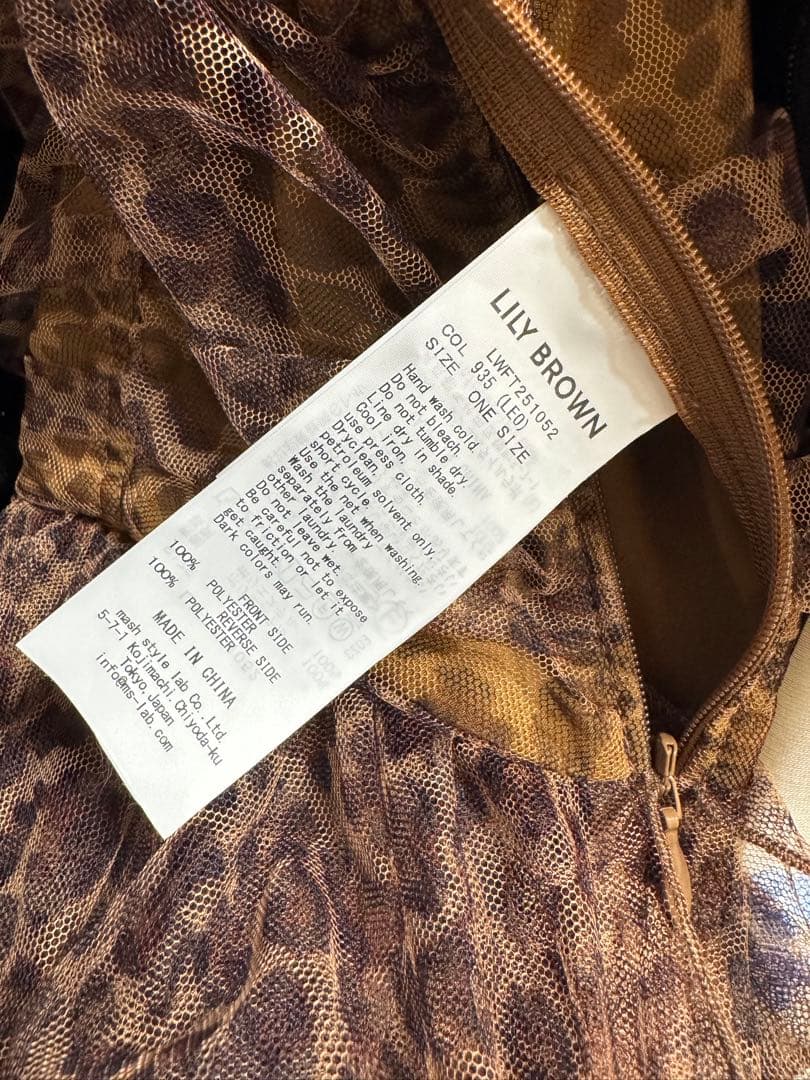 LILY BROWN
LWFT251052
COL 935 (LEO)
SIZE ONE SIZE
Hand wash cold.
Do not bleach.
Do not tumble dry.
Line dry in shade.
Cool iron,
use press cloth.
Dryclean,
petroleum solvent only,
short cycle.
Use the net when washing.
Wash the laundry
separately from
other laundry.
Do not leave wet.
Be careful not to expose
to friction or let it
get caught.
Dark colors may run.
FRONT SIDE
100% POLYESTER
REVERSE SIDE
100% POLYESTER
MADE IN CHINA
mash style lab Co., Ltd.
5-7-1 Kojimachi, Chiyoda-ku
Tokyo, Japan
info@ms-lab.com